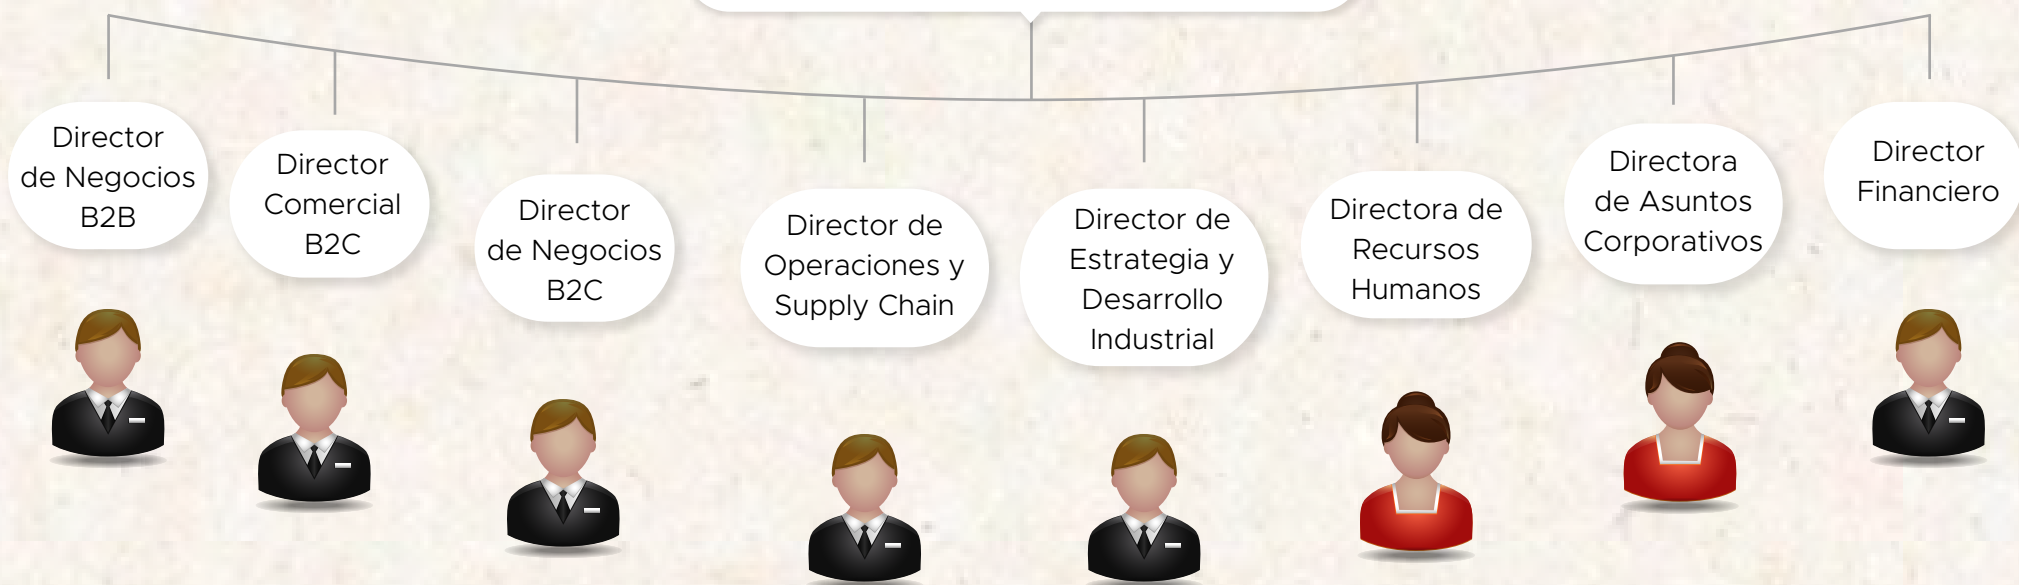 Director
de Negocios
B2B
Director
Comercial
B2C
Director
de Negocios
B2C
Director de
Operaciones y
Supply Chain
Director de
Estrategia y
Desarrollo
Industrial
Directora de
Recursos
Humanos
Directora
de Asuntos
Corporativos
Director
Financiero